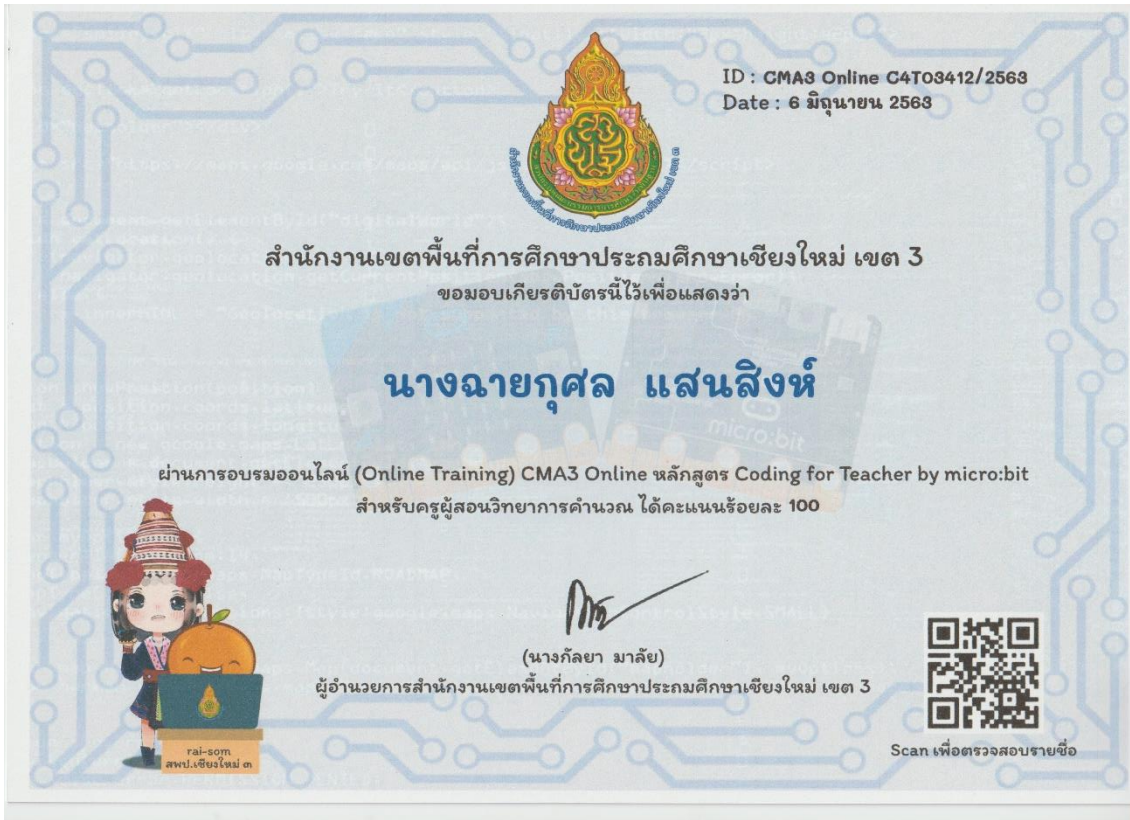 ID : CMA3 Online C4T03412/2563
Date : 6 มิถุนายน 2563
สำนักงานเขตพื้นที่การศึกษาประถมศึกษาเชียงใหม่ เขต 3
ขอมอบเกียรติบัตรนี้ไว้เพื่อแสดงว่า
นางฉายกุศล แสนสิงห์
micro:bit
ผ่านการอบรมออนไลน์ (Online Training) CMA3 Online หลักสูตร Coding for Teacher by micro:bit
สำหรับครูผู้สอนวิทยาการคำนวณ ได้คะแนนร้อยละ 100
(นางกัลยา มาลัย)
ผู้อำนวยการสำนักงานเขตพื้นที่การศึกษาประถมศึกษาเชียงใหม่ เขต 3
rai-som
สพป.เชียงใหม่ ๓
Scan เพื่อตรวจสอบรายชื่อ